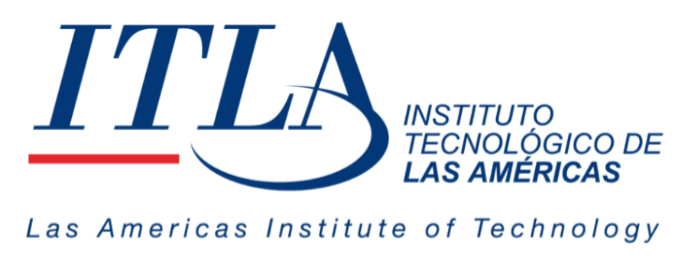 ITLA
INSTITUTO
TECNOLÓGICO DE
LAS AMÉRICAS
Las Americas Institute of Technology